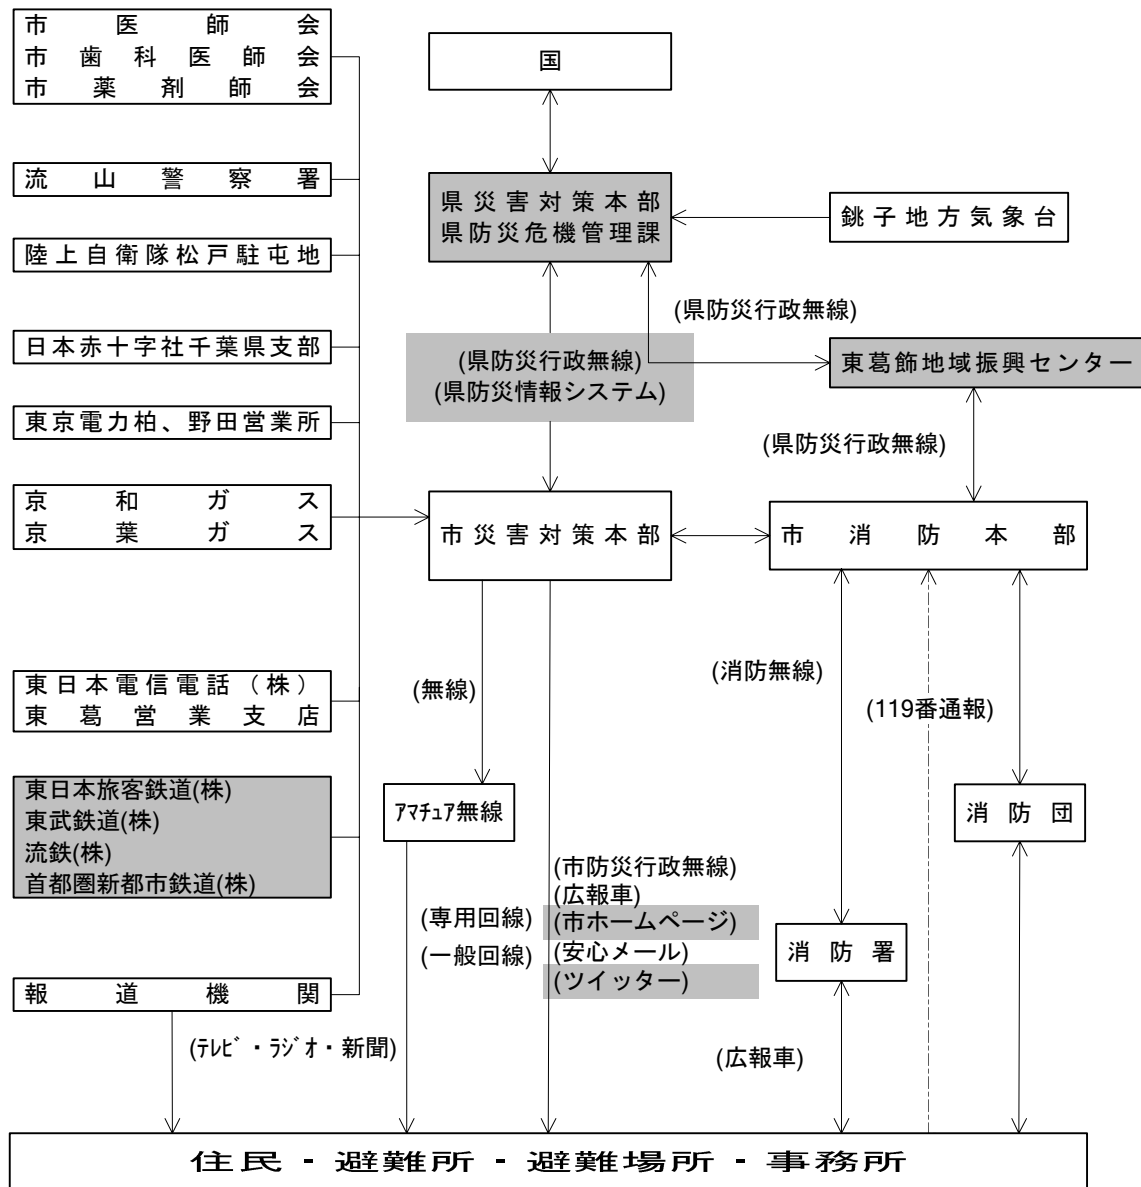 市医師会
市歯科医師会
市薬剤師会
国
流山警察署
県災害対策本部
県防災危機管理課
銚子地方気象台
陸上自衛隊松戸駐屯地
(県防災行政無線)
日本赤十字社千葉県支部
(県防災行政無線)
(県防災情報システム)
東葛飾地域振興センター
東京電力柏、野田営業所
(県防災行政無線)
京和ガス
京葉ガス
市災害対策本部
市消防本部
東日本電信電話(株)
東葛営業支店
(無線)
(消防無線)
(119番通報)
東日本旅客鉄道(株)
東武鉄道(株)
流鉄(株)
首都圏新都市鉄道(株)
アマチュア無線
消防団
(専用回線)
(一般回線)
(市防災行政無線)
(広報車)
(市ホームページ)
(安心メール)
(ツイッター)
消防署
報道機関
(テレビ・ラジオ・新聞)
(広報車)
住民・避難所・避難場所・事務所